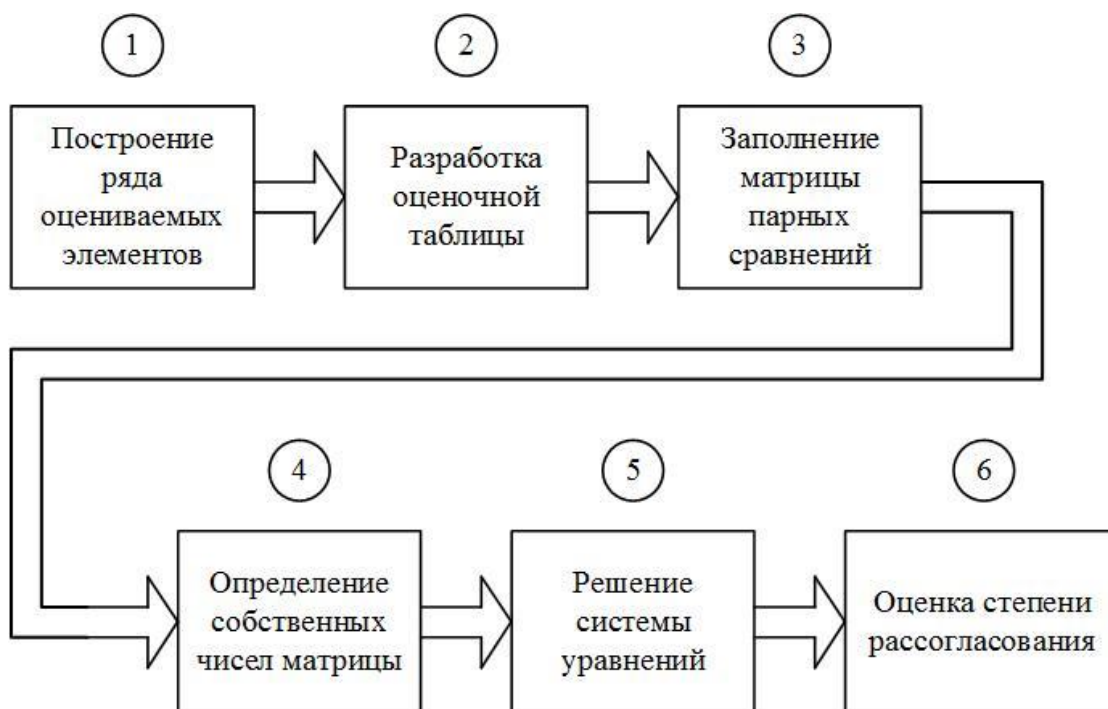 1
2
3
Построение
ряда
оцениваемых
элементов
Разработка
оценочной
таблицы
Заполнение
матрицы
парных
сравнений
4
5
6
Определение
собственных
чисел матрицы
Решение
системы
уравнений
Оценка степени
рассогласования